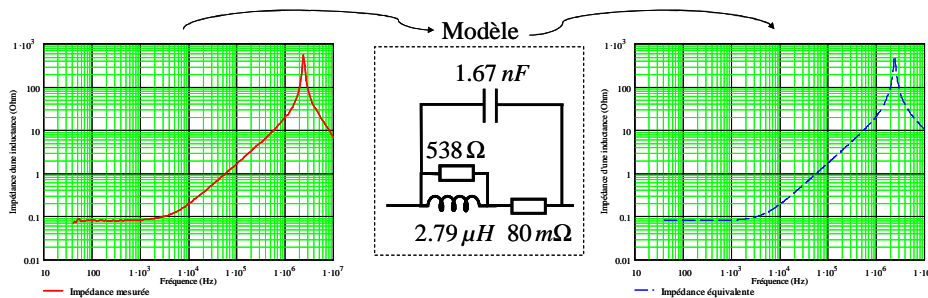 Modèle
1·10³
100
10
1
0.1
0.01
10
100
1·10³
1·10⁴
1·10⁵
1·10⁶
1·10⁷
Impédance d'une inductance (Ohm)
Fréquence (Hz)
Impédance mesurée
1.67 nF
538 Ω
2.79 µH
80 mΩ
1·10³
100
10
1
0.1
0.01
10
100
1·10³
1·10⁴
1·10⁵
1·10⁶
1·10⁷
Impédance d'une inductance (Ohm)
Fréquence (Hz)
Impédance équivalente